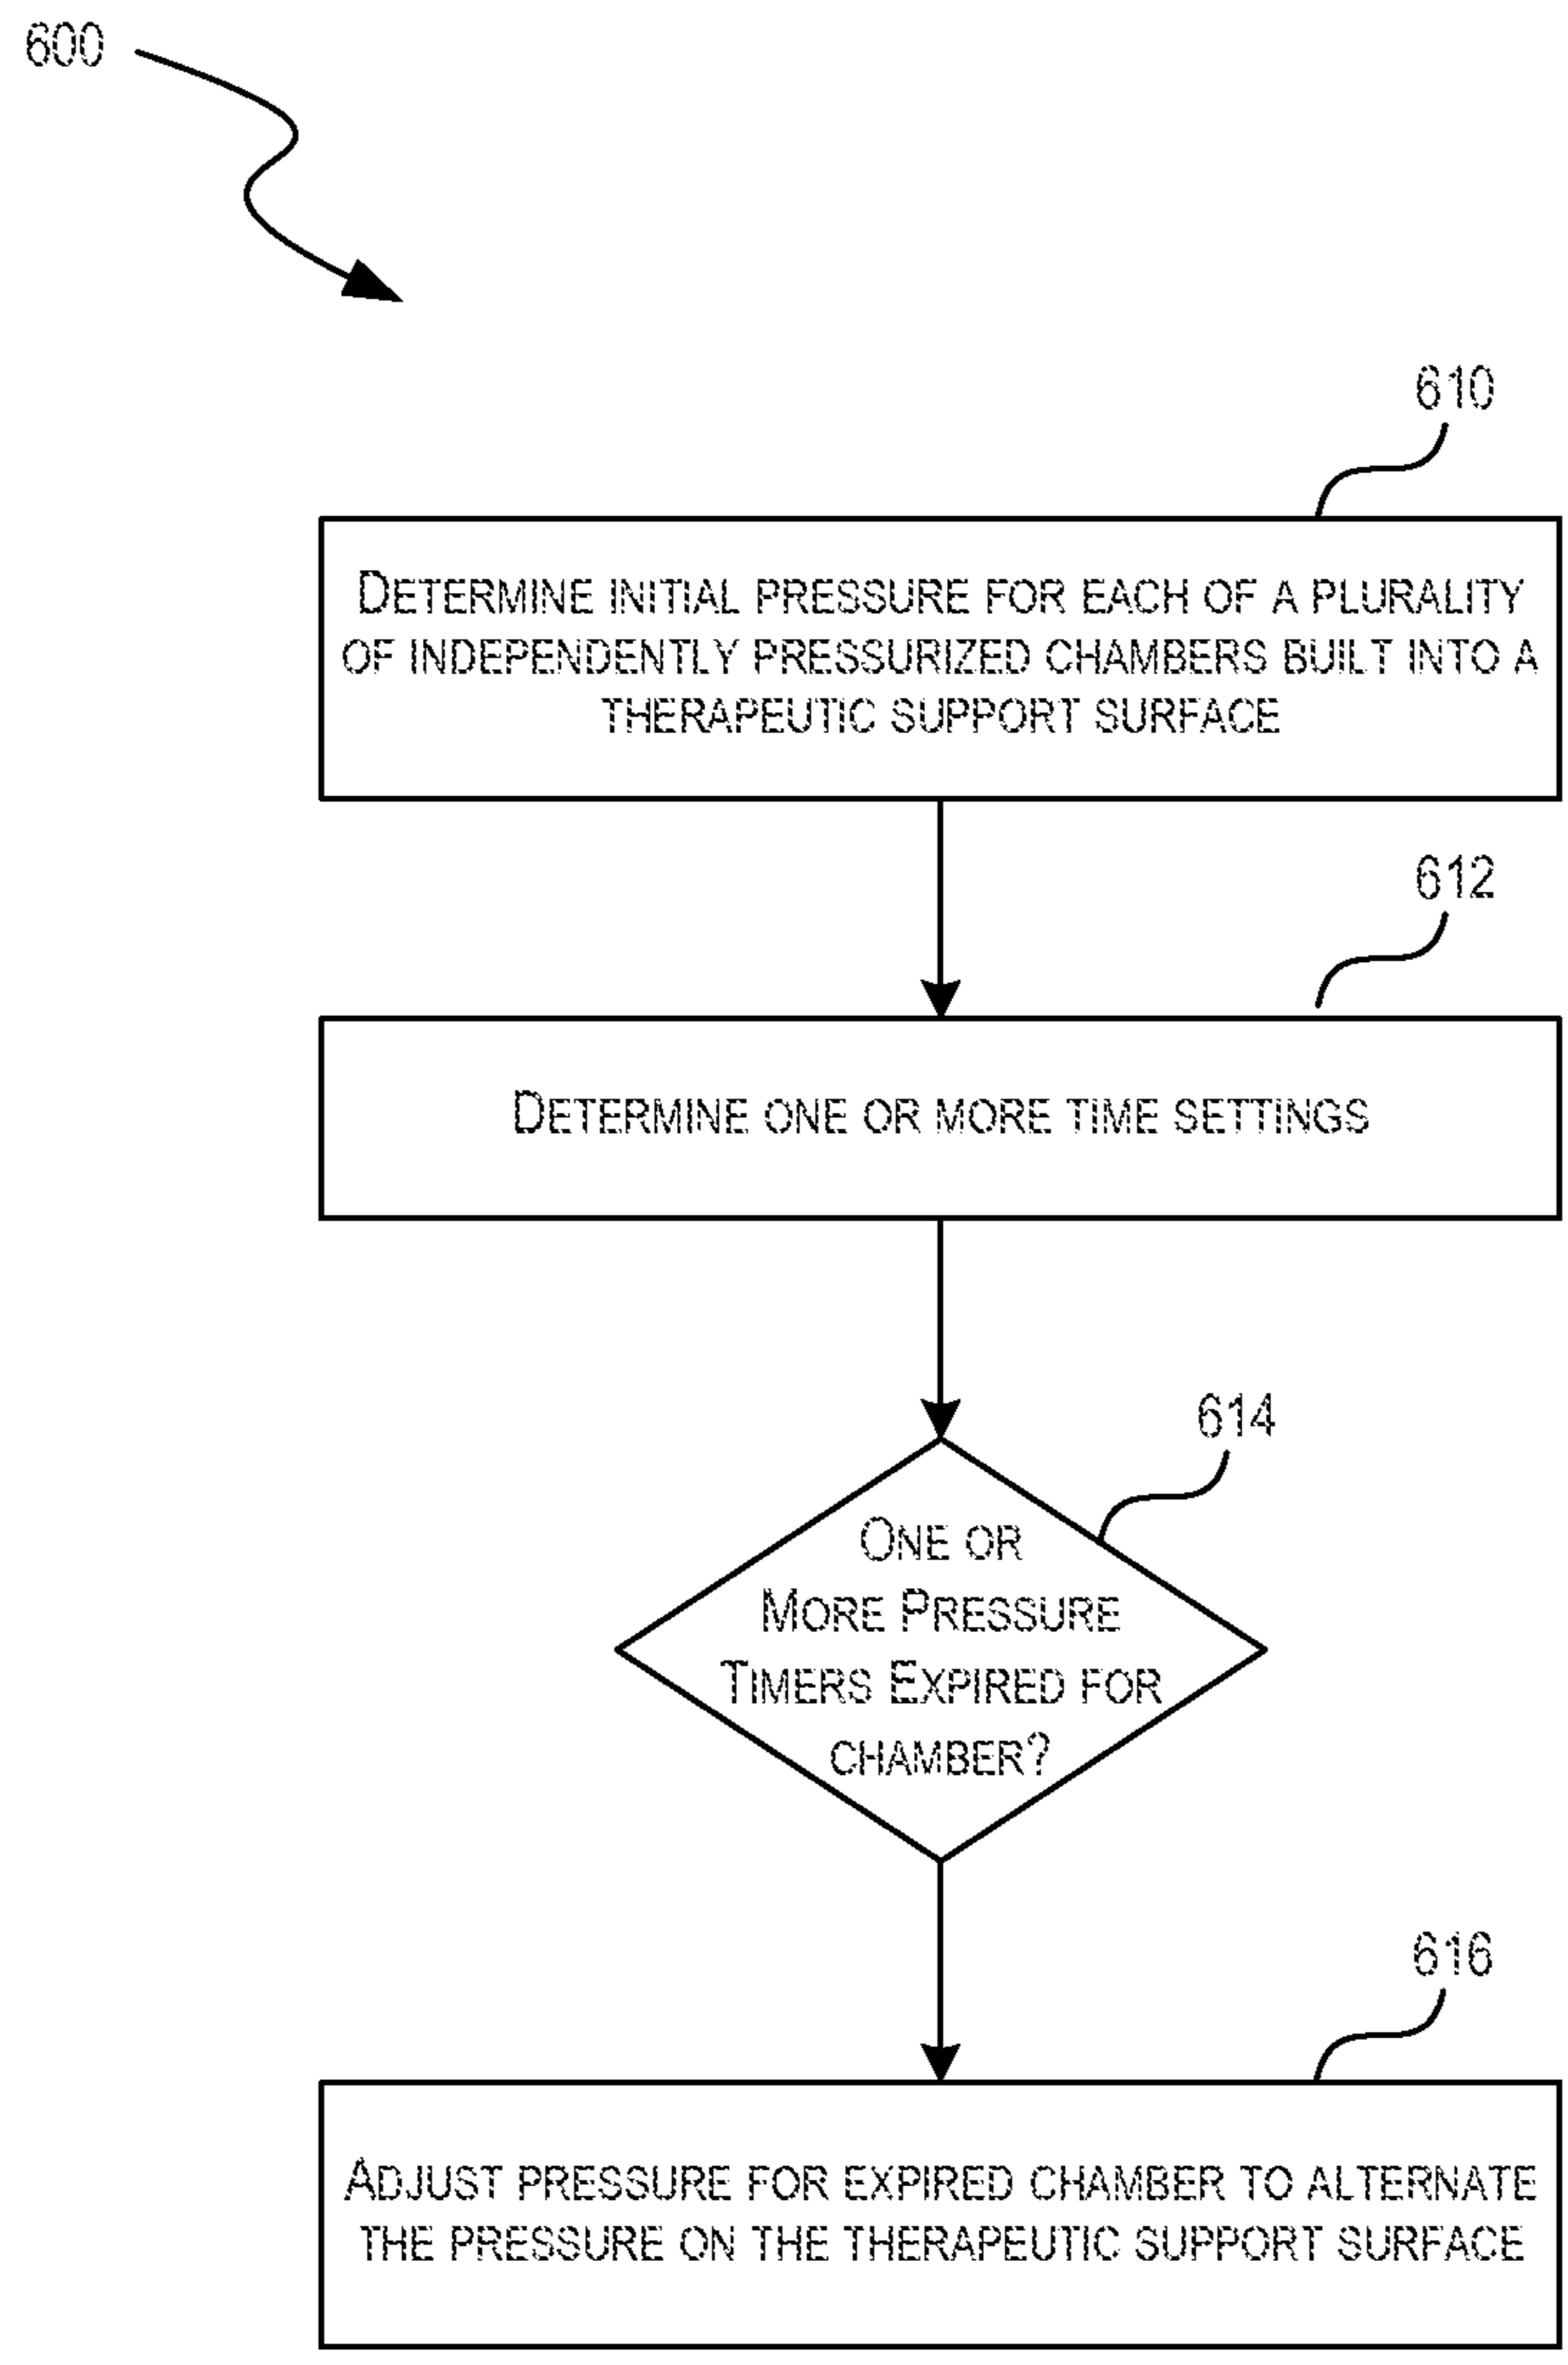 600
610
DETERMINE INITIAL PRESSURE FOR EACH OF A PLURALITY
OF INDEPENDENTLY PRESSURIZED CHAMBERS BUILT INTO A
THERAPEUTIC SUPPORT SURFACE
612
DETERMINE ONE OR MORE TIME SETTINGS
614
ONE OR
MORE PRESSURE
TIMERS EXPIRED FOR
CHAMBER?
616
ADJUST PRESSURE FOR EXPIRED CHAMBER TO ALTERNATE
THE PRESSURE ON THE THERAPEUTIC SUPPORT SURFACE